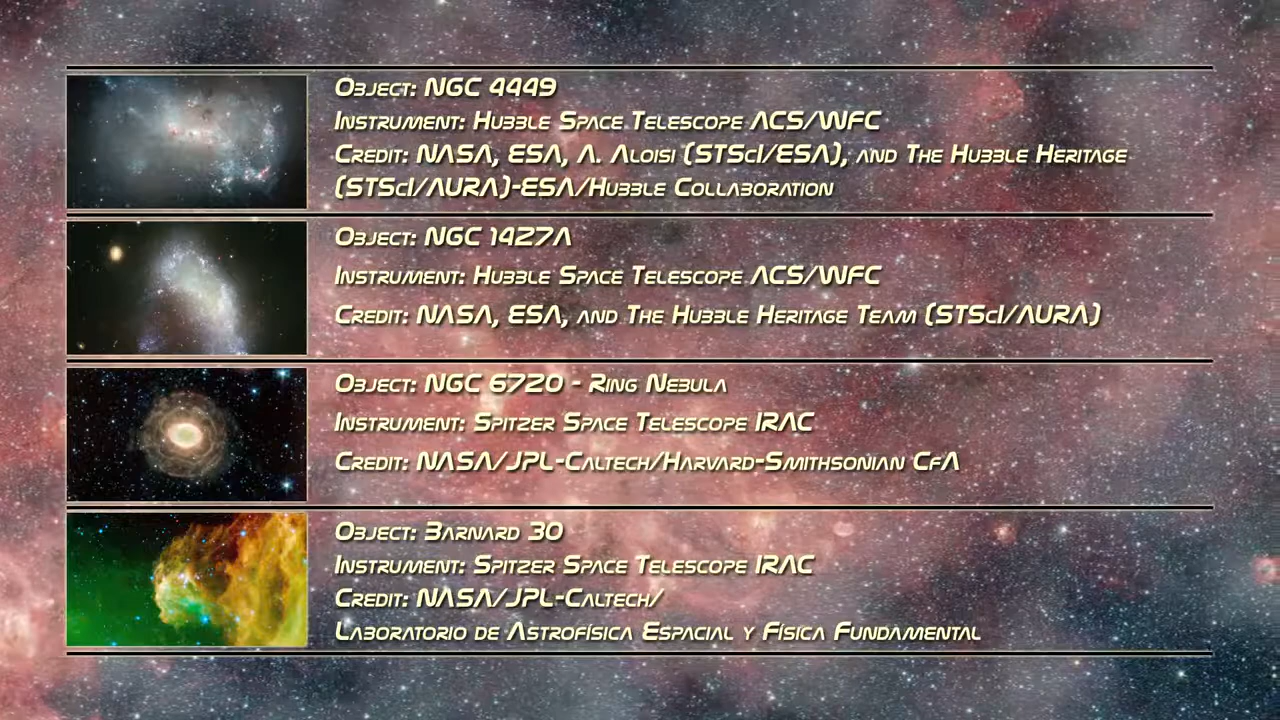 Object: NGC 4449
Instrument: Hubble Space Telescope ACS/WFC
Credit: NASA, ESA, A. Aloisi (STScI/ESA), and The Hubble Heritage
(STScI/AURA)-ESA/Hubble Collaboration
Object: NGC 1427A
Instrument: Hubble Space Telescope ACS/WFC
Credit: NASA, ESA, and The Hubble Heritage Team (STScI/AURA)
Object: NGC 6720 - Ring Nebula
Instrument: Spitzer Space Telescope IRAC
Credit: NASA/JPL-Caltech/Harvard-Smithsonian CfA
Object: Barnard 30
Instrument: Spitzer Space Telescope IRAC
Credit: NASA/JPL-Caltech/
Laboratorio de Astrofísica Espacial y Física Fundamental